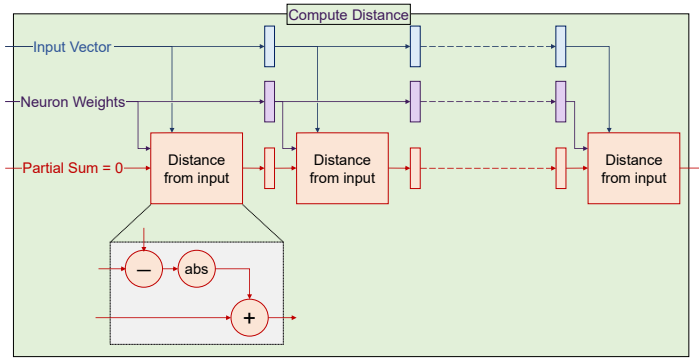 Compute Distance
Input Vector
Neuron Weights
Partial Sum = 0
Distance
from input
Distance
from input
Distance
from input
—
abs
+